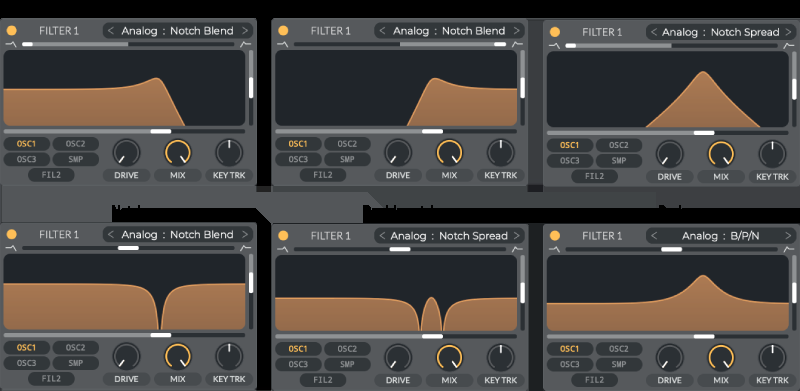 FILTER 1 < Analog : Notch Blend >
OSC1 OSC2
OSC3 SMP
FIL2
DRIVE MIX KEY TRK
FILTER 1 < Analog : Notch Blend >
OSC1 OSC2
OSC3 SMP
FIL2
DRIVE MIX KEY TRK
FILTER 1 < Analog : Notch Spread >
OSC1 OSC2
OSC3 SMP
FIL2
DRIVE MIX KEY TRK
FILTER 1 < Analog : Notch Blend >
OSC1 OSC2
OSC3 SMP
FIL2
DRIVE MIX KEY TRK
FILTER 1 < Analog : Notch Spread >
OSC1 OSC2
OSC3 SMP
FIL2
DRIVE MIX KEY TRK
FILTER 1 < Analog : B/P/N >
OSC1 OSC2
OSC3 SMP
FIL2
DRIVE MIX KEY TRK